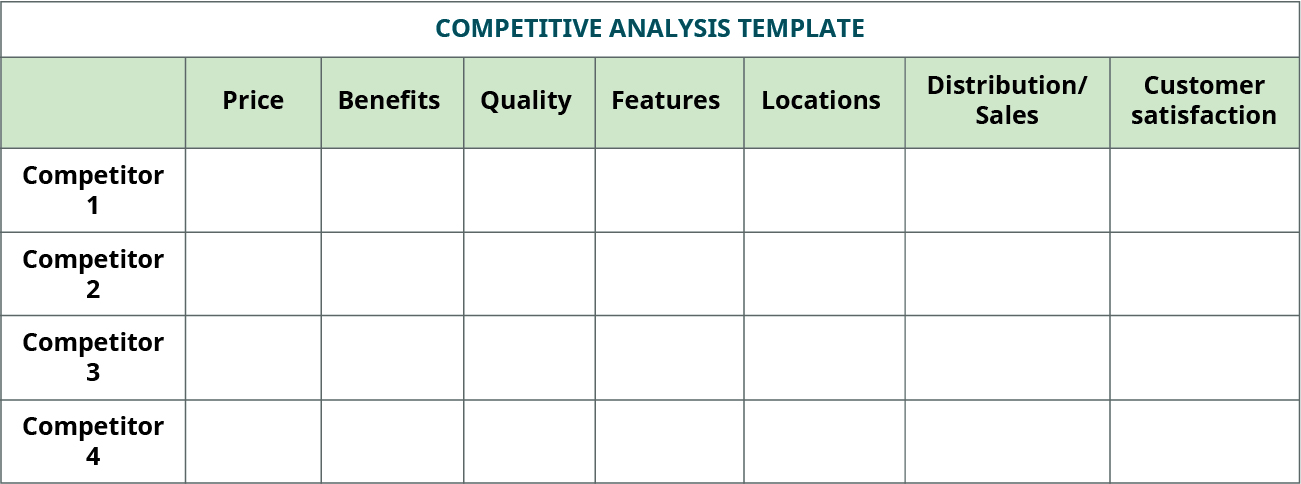 COMPETITIVE ANALYSIS TEMPLATE
Price Benefits Quality Features Locations Distribution/ Sales Customer satisfaction
Competitor
1
Competitor
2
Competitor
3
Competitor
4